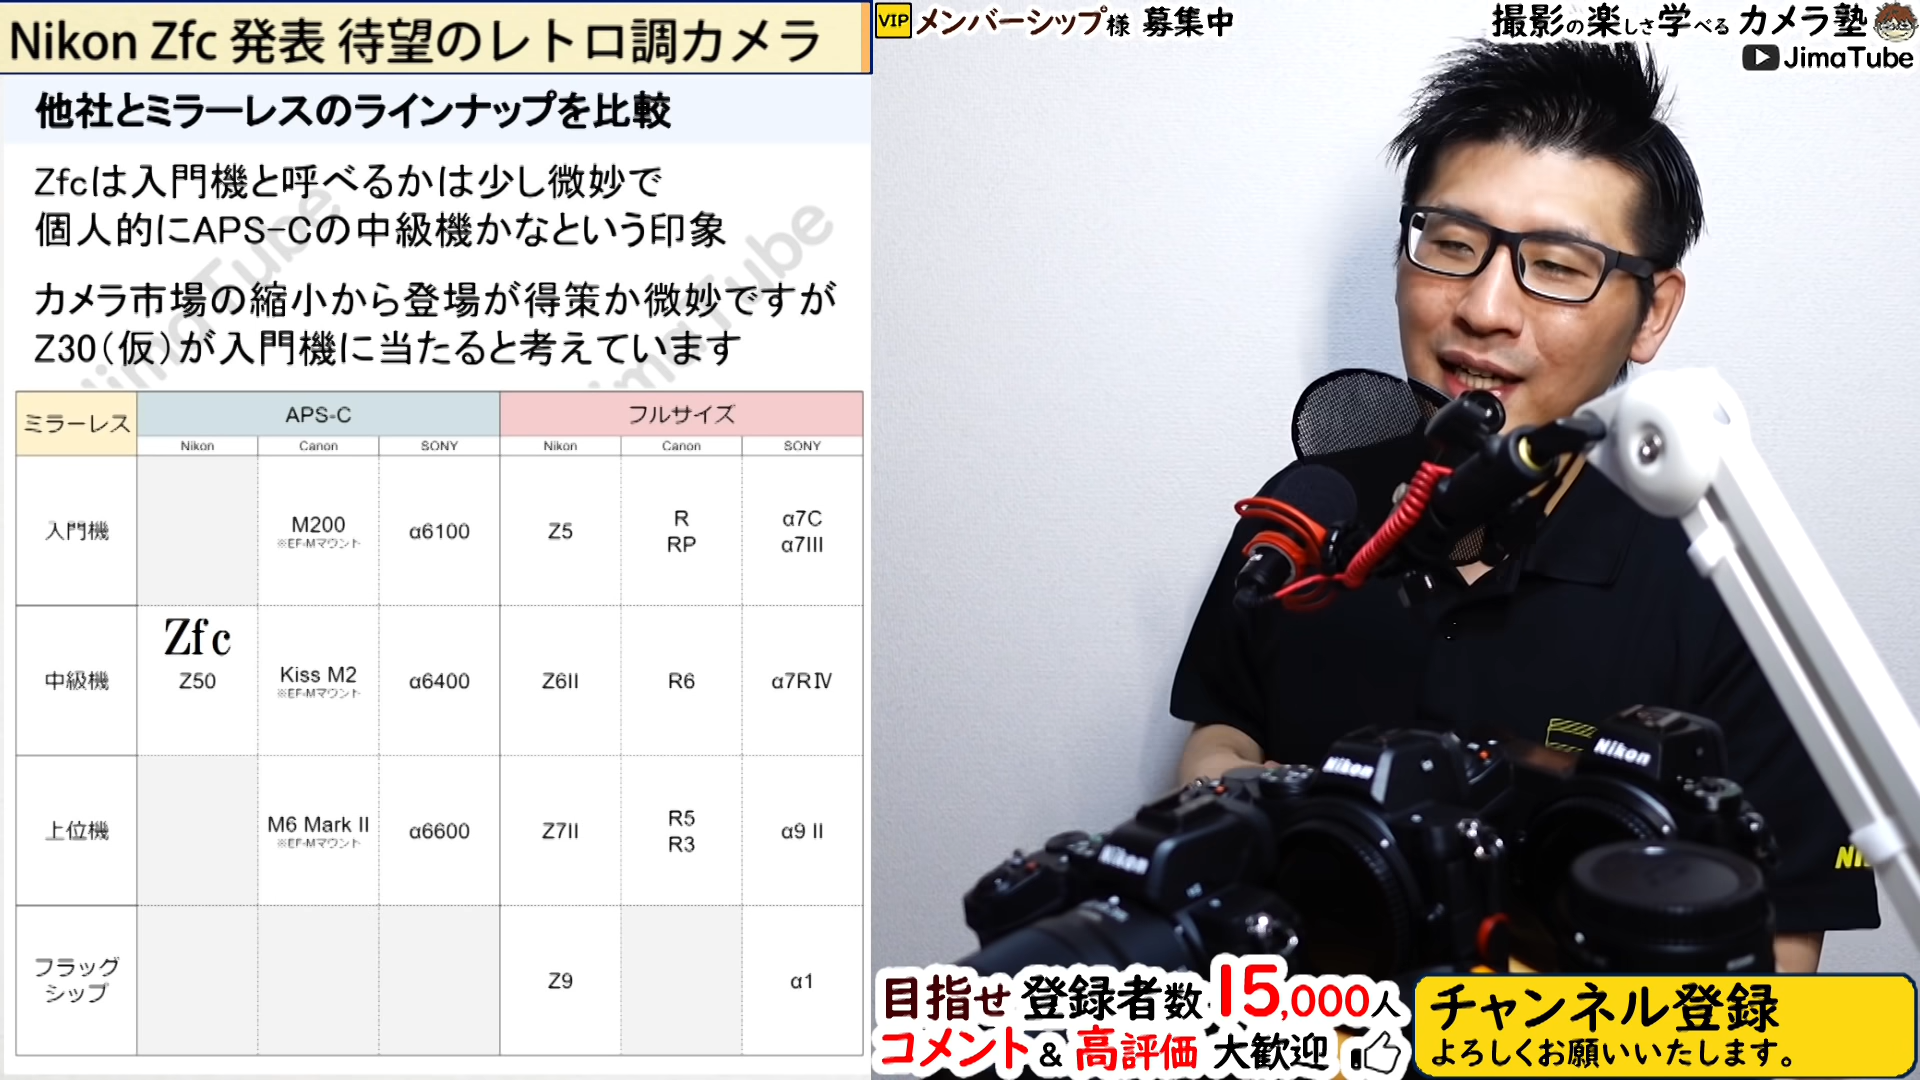 Nikon Zfc 発表 待望のレトロ調カメラ
他社とミラーレスのラインナップを比較
Zfcは入門機と呼べるかは少し微妙で
個人的にAPS-Cの中級機かなという印象
カメラ市場の縮小から登場が得策か微妙ですが
Z30（仮）が入門機に当たると考えています
JimaTube
JimaTube
ミラーレス APS-C フルサイズ
Nikon Canon SONY Nikon Canon SONY
入門機 M200 ※EF-Mマウント α6100 Z5 R RP α7C α7III
中級機 Zfc Z50 Kiss M2 ※EF-Mマウント α6400 Z6II R6 α7RⅣ
上位機 M6 Mark II ※EF-Mマウント α6600 Z7II R5 R3 α9 II
フラッグシップ Z9 α1
VIP メンバーシップ様 募集中
撮影の楽しさ学べる カメラ塾
JimaTube
Nikon
Nikon
Nikon
目指せ 登録者数 15,000人
コメント & 高評価 大歓迎
チャンネル登録
よろしくお願いいたします。